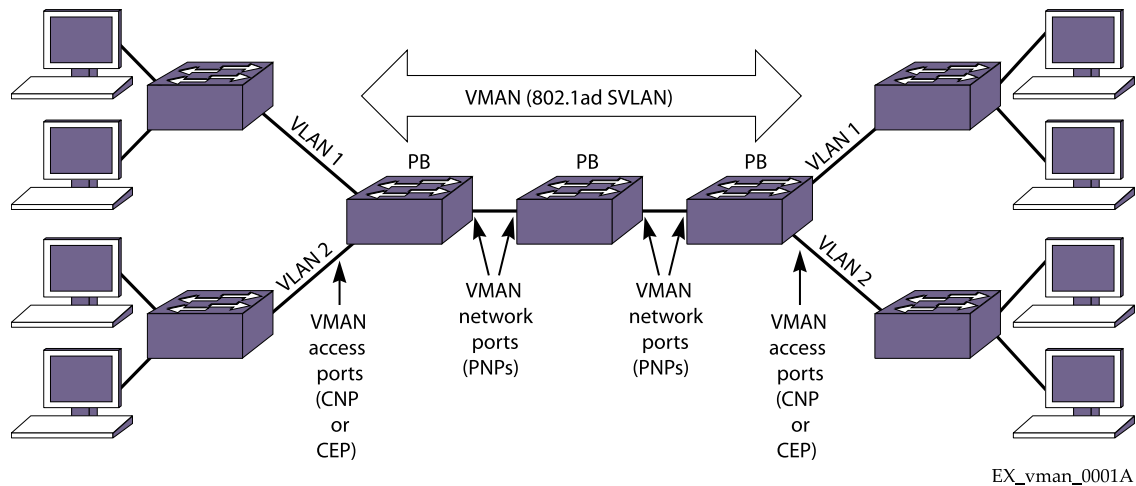 VMAN (802.1ad SVLAN)
VLAN 1
VLAN 1
PB
PB
PB
VLAN 2
VLAN 2
VMAN
access
ports
(CNP
or
CEP)
VMAN
network
ports
(PNPs)
VMAN
network
ports
(PNPs)
VMAN
access
ports
(CNP
or
CEP)
EX_vman_0001A